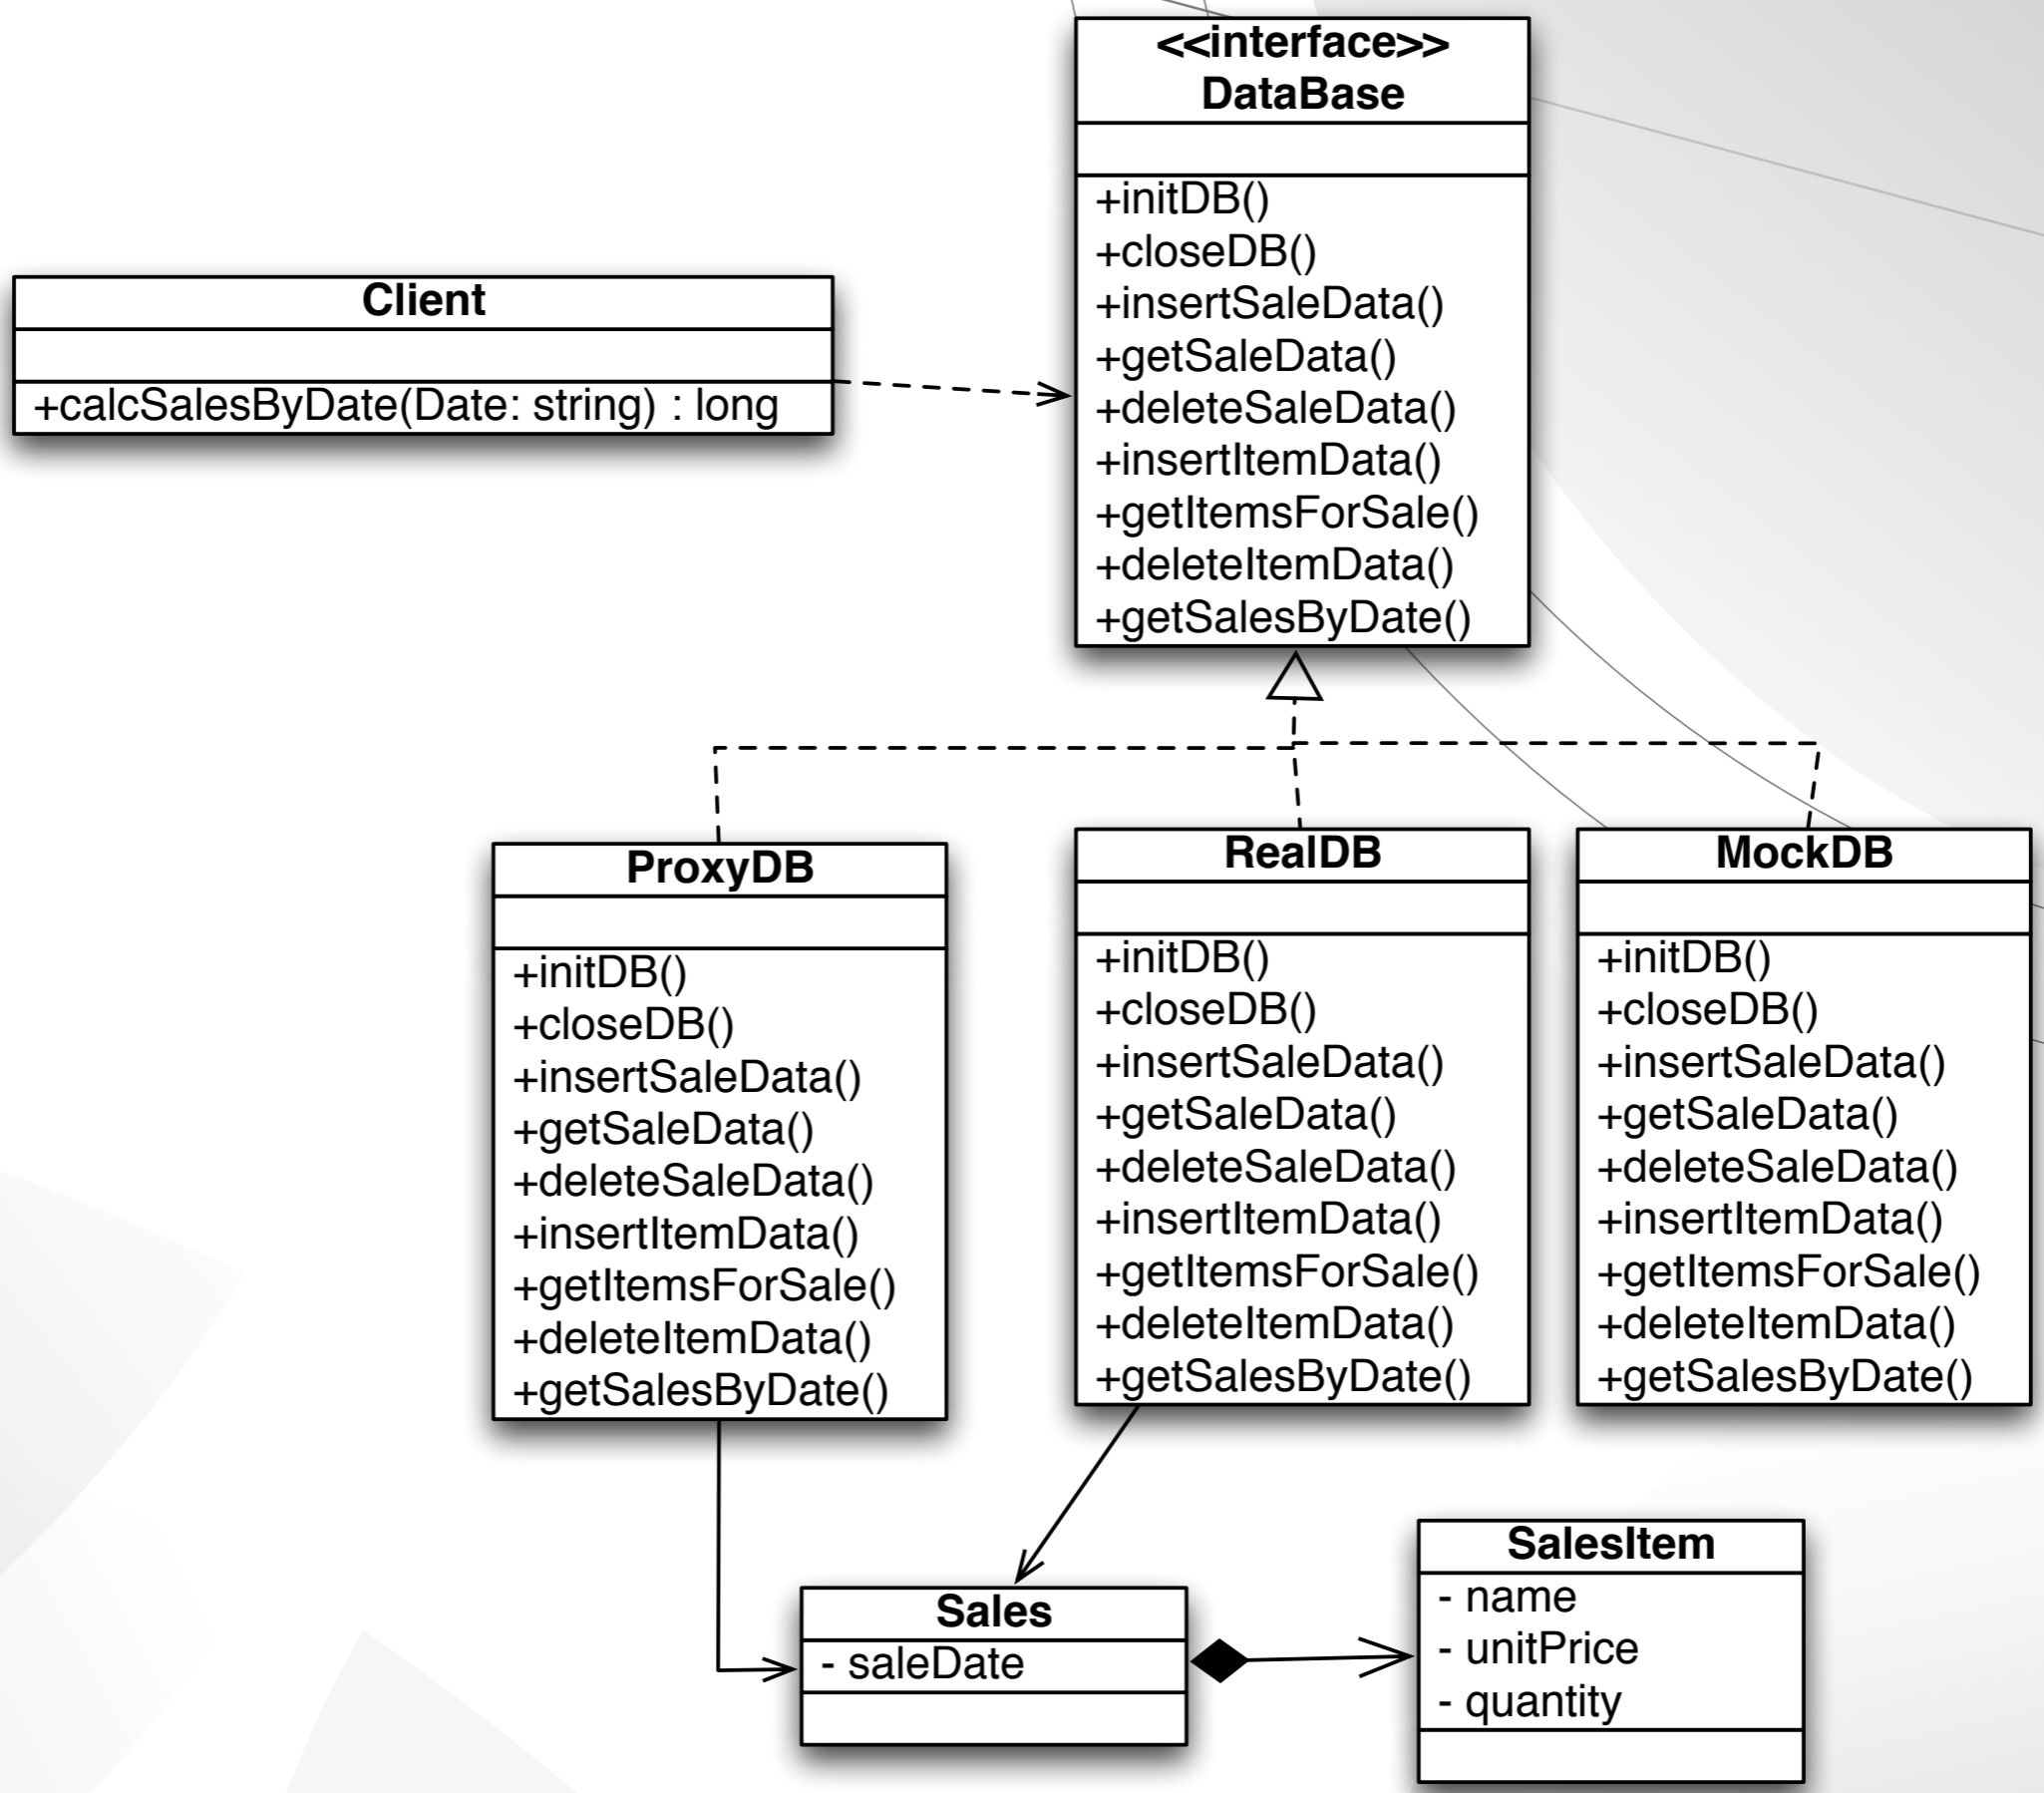 <<interface>>
DataBase
+initDB()
+closeDB()
+insertSaleData()
+getSaleData()
+deleteSaleData()
+insertItemData()
+getItemsForSale()
+deleteItemData()
+getSalesByDate()
Client
+calcSalesByDate(Date: string) : long
ProxyDB
+initDB()
+closeDB()
+insertSaleData()
+getSaleData()
+deleteSaleData()
+insertItemData()
+getItemsForSale()
+deleteItemData()
+getSalesByDate()
RealDB
+initDB()
+closeDB()
+insertSaleData()
+getSaleData()
+deleteSaleData()
+insertItemData()
+getItemsForSale()
+deleteItemData()
+getSalesByDate()
MockDB
+initDB()
+closeDB()
+insertSaleData()
+getSaleData()
+deleteSaleData()
+insertItemData()
+getItemsForSale()
+deleteItemData()
+getSalesByDate()
Sales
- saleDate
SalesItem
- name
- unitPrice
- quantity